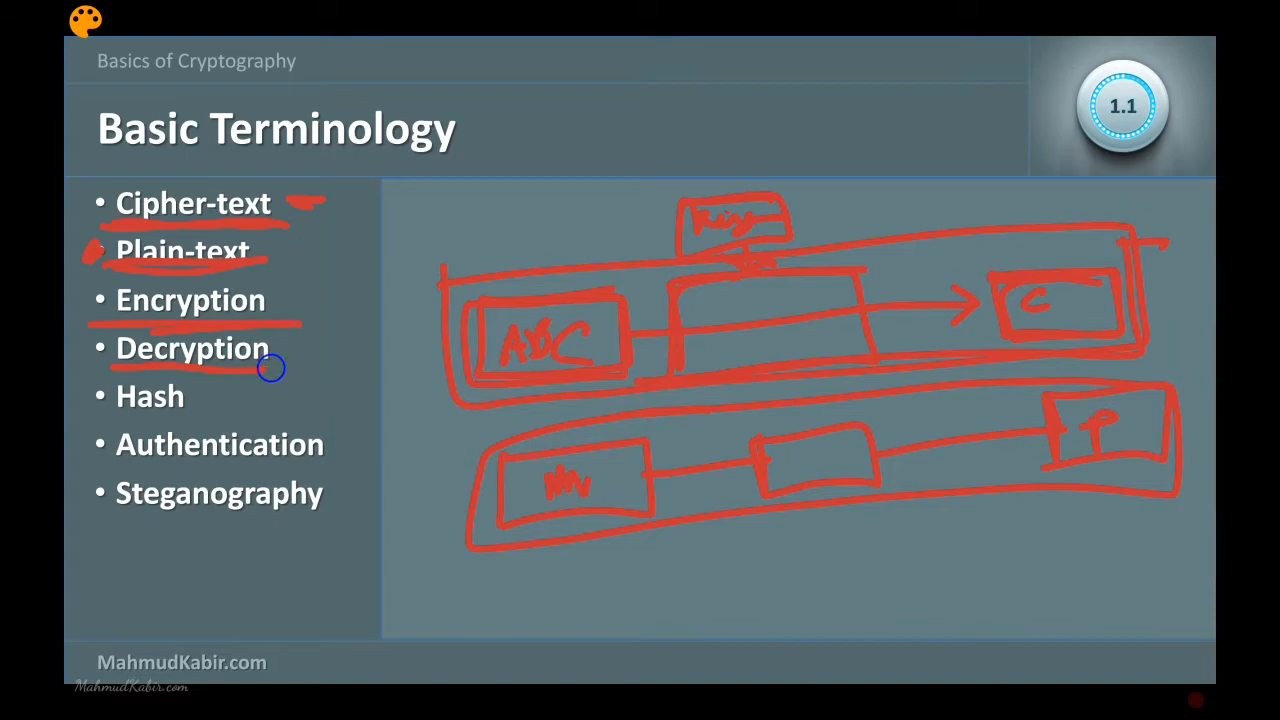 Basics of Cryptography
1.1
Basic Terminology
• Cipher-text
• Plain-text
• Encryption
• Decryption
• Hash
• Authentication
• Steganography
ABC
C
P
MahmudKabir.com
MahmudKabir.com